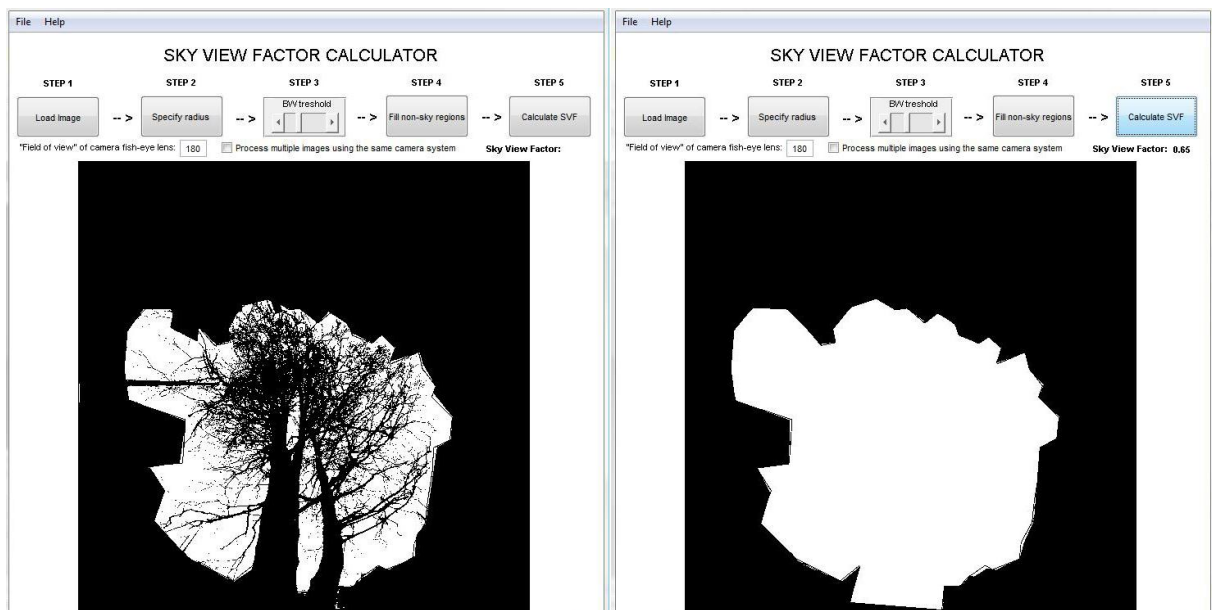 File Help
SKY VIEW FACTOR CALCULATOR
STEP 1 STEP 2 STEP 3 STEP 4 STEP 5
Load Image --> Specify radius --> BW treshold --> Fill non-sky regions --> Calculate SVF
"Field of view" of camera fish-eye lens: 180 Process multiple images using the same camera system Sky View Factor:
File Help
SKY VIEW FACTOR CALCULATOR
STEP 1 STEP 2 STEP 3 STEP 4 STEP 5
Load Image --> Specify radius --> BW treshold --> Fill non-sky regions --> Calculate SVF
"Field of view" of camera fish-eye lens: 180 Process multiple images using the same camera system Sky View Factor: 0.65